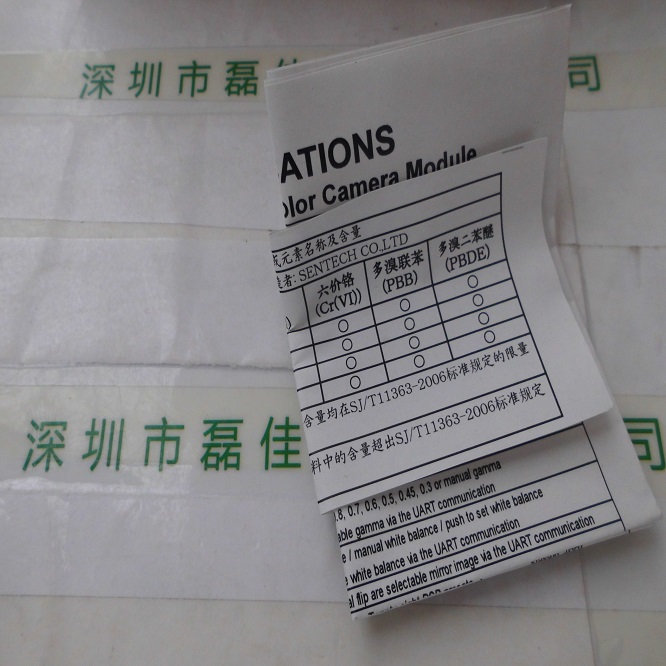 深圳市磊佳
司
ATIONS
olor Camera Module
元素名称及含量
者: SENTECH CO.,LTD
六价铬
(Cr(VI))
多溴联苯
(PBB)
多溴二苯醚
(PBDE)
)
○ ○ ○
○ ○ ○
○ ○ ○
○ ○ ○
含量均在SJ/T11363-2006标准规定的限量
料中的含量超出SJ/T11363-2006标准规定
.8, 0.7, 0.6, 0.5, 0.45, 0.3 or manual gamma
able gamma via the UART communication
e / manual white balance / push to set white balance
e white balance via the UART communication
al flip are selectable mirror image via the UART communication
深圳市磊佳
司